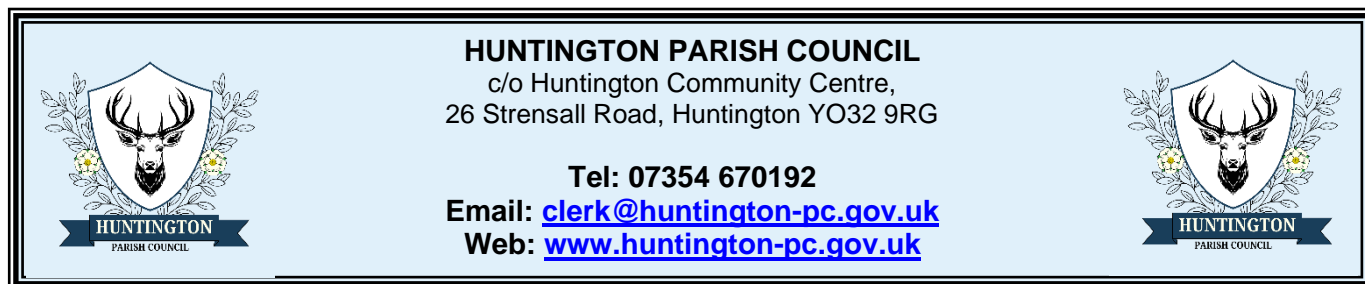 HUNTINGTON PARISH COUNCIL
c/o Huntington Community Centre,
26 Strensall Road, Huntington YO32 9RG
Tel: 07354 670192
Email: clerk@huntington-pc.gov.uk
Web: www.huntington-pc.gov.uk
HUNTINGTON
PARISH COUNCIL
HUNTINGTON
PARISH COUNCIL